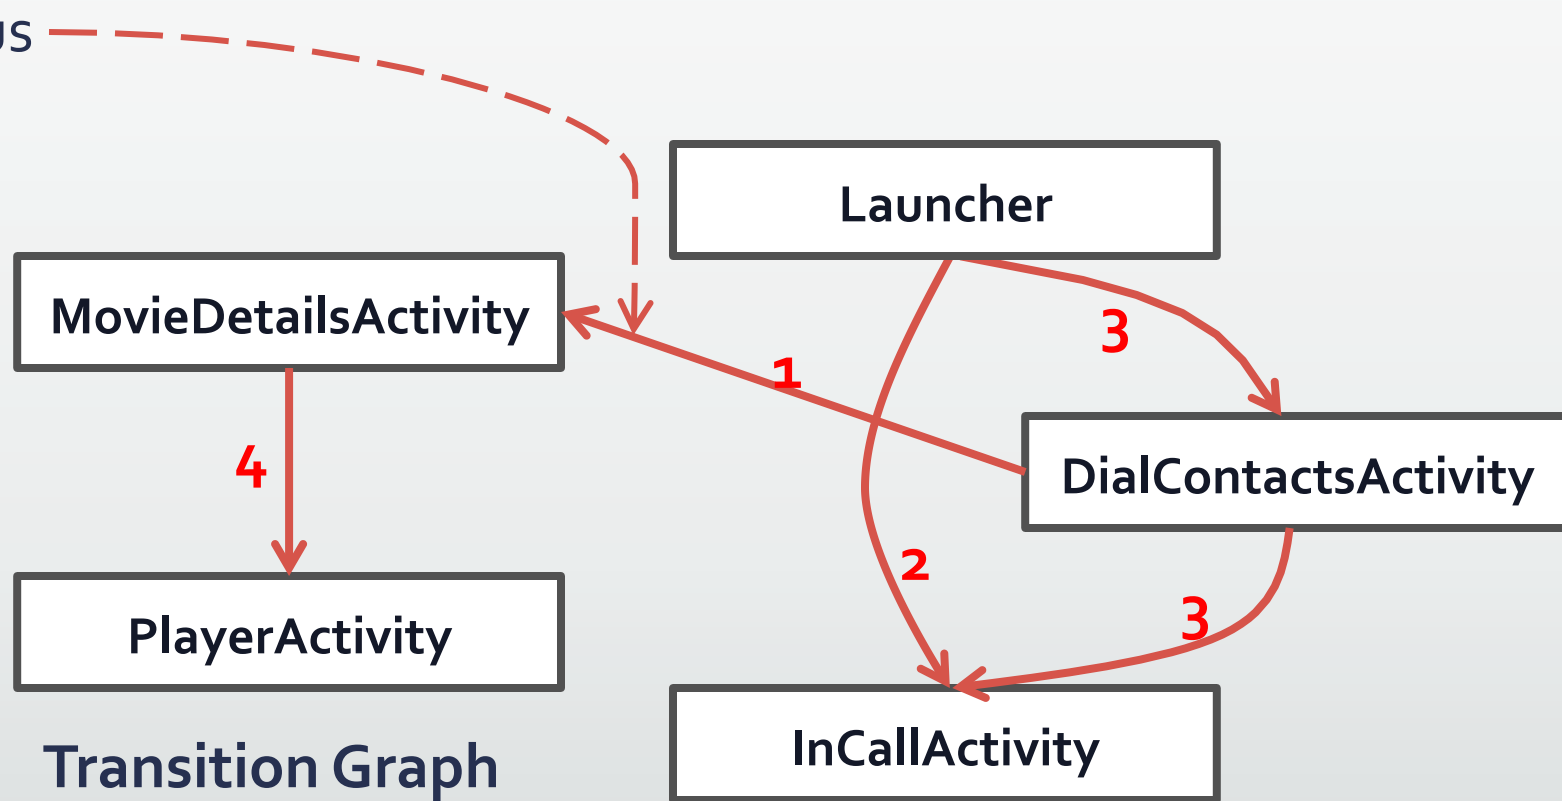 Launcher
MovieDetailsActivity
3
1
4
DialContactsActivity
2
3
PlayerActivity
InCallActivity
Transition Graph